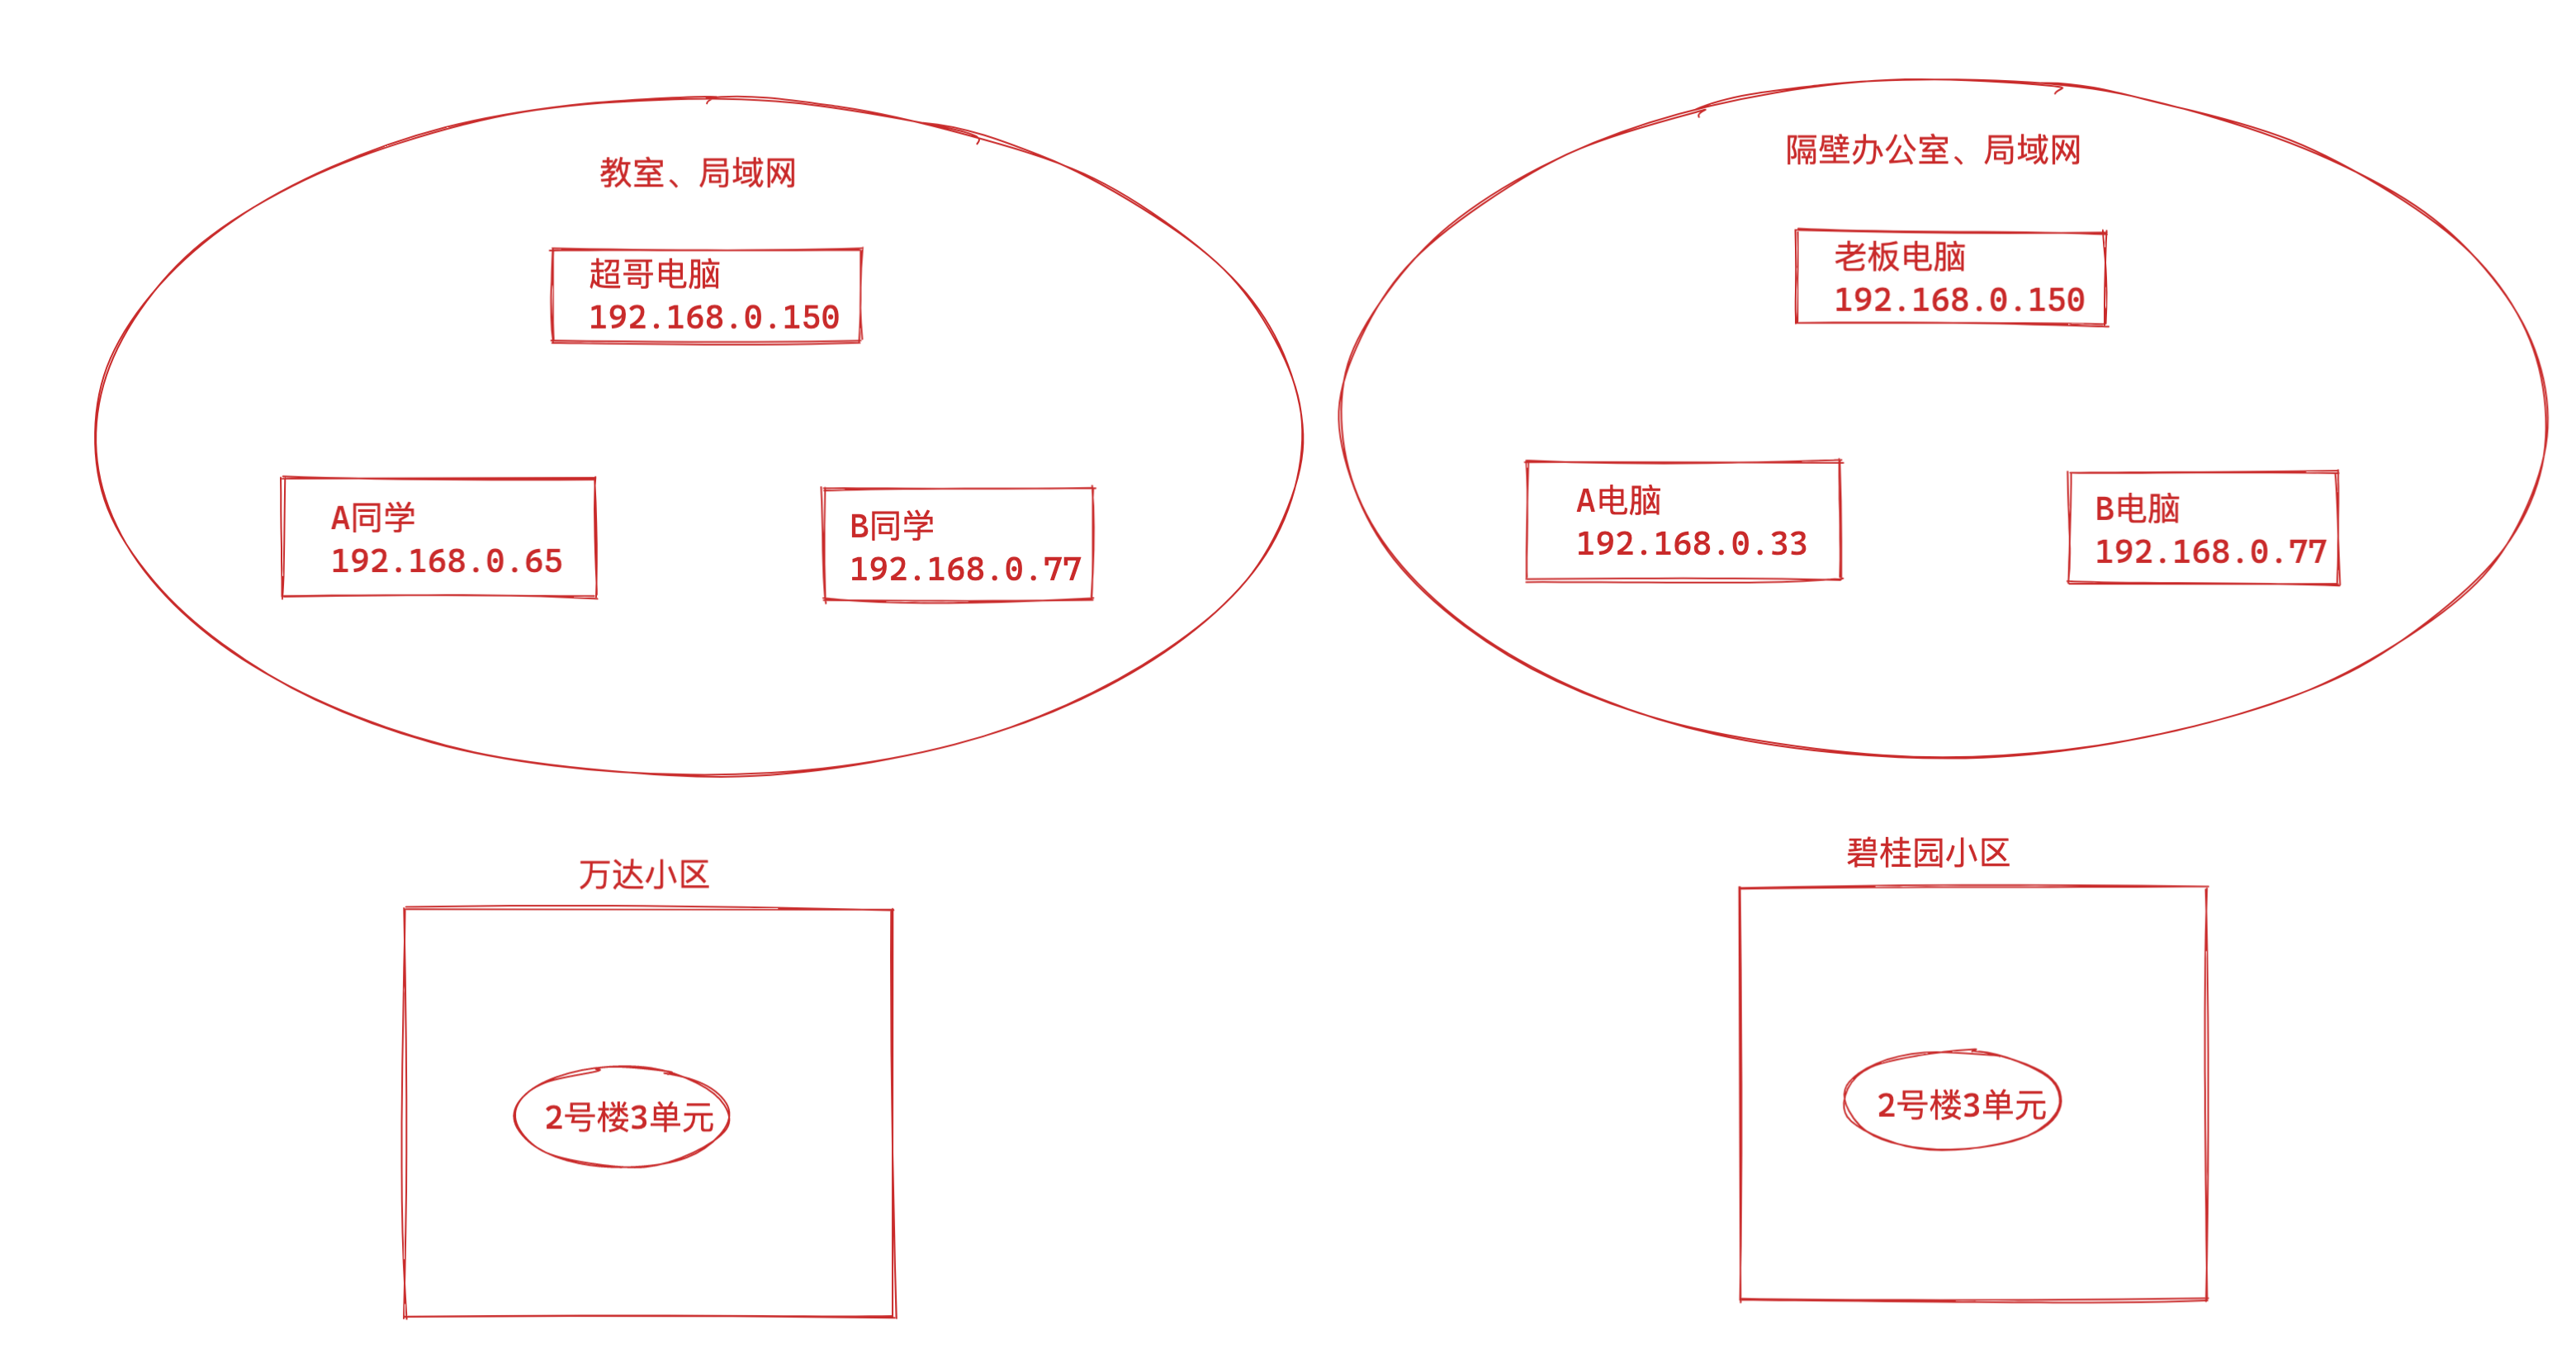 教室、局域网
超哥电脑
192.168.0.150
A同学
192.168.0.65
B同学
192.168.0.77
隔壁办公室、局域网
老板电脑
192.168.0.150
A电脑
192.168.0.33
B电脑
192.168.0.77
万达小区
2号楼3单元
碧桂园小区
2号楼3单元